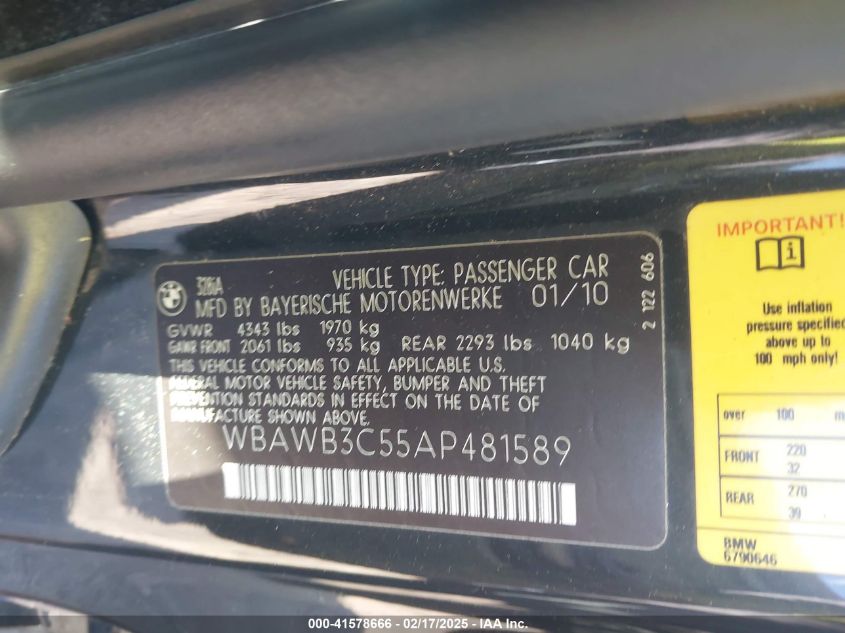 328iA
VEHICLE TYPE: PASSENGER CAR
MFD BY BAYERISCHE MOTORENWERKE 01/10
GVWR 4343 lbs 1970 kg
GAWR FRONT 2061 lbs 935 kg REAR 2293 lbs 1040 kg
THIS VEHICLE CONFORMS TO ALL APPLICABLE U.S.
FEDERAL MOTOR VEHICLE SAFETY, BUMPER AND THEFT
PREVENTION STANDARDS IN EFFECT ON THE DATE OF
MANUFACTURE SHOWN ABOVE.
WBAWB3C55AP481589
2 122 606
IMPORTANT!
Use inflation
pressure specified
above up to
100 mph only!
over 100
FRONT 220
32
REAR 270
39
BMW
6790646
000-41578666 - 02/17/2025 - IAA, Inc.